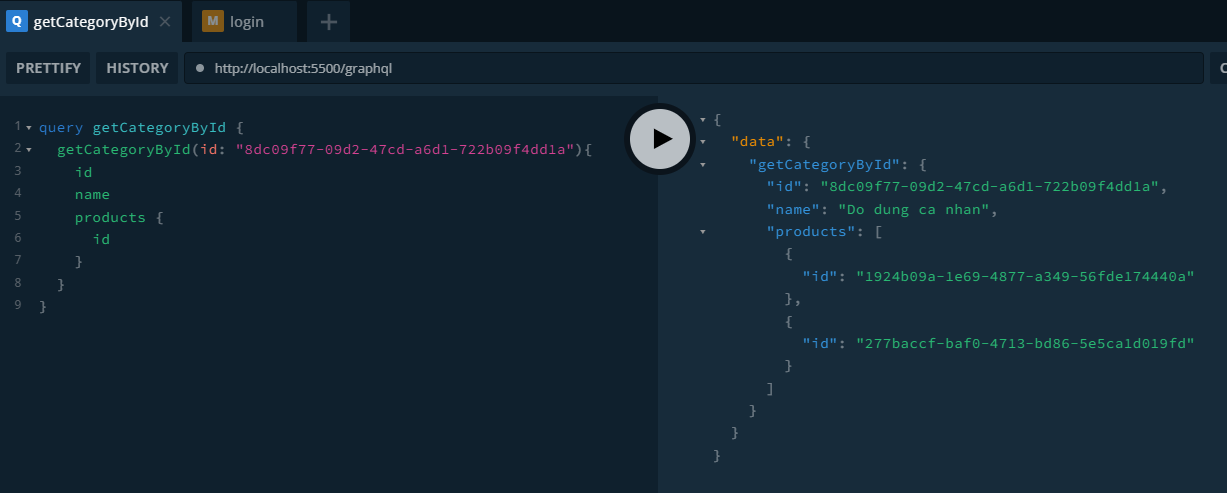 Q getCategoryById ×
M login
+
PRETTIFY HISTORY http://localhost:5500/graphql
1 query getCategoryById {
2 getCategoryById(id: "8dc09f77-09d2-47cd-a6d1-722b09f4dd1a"){
3 id
4 name
5 products {
6 id
7 }
8 }
9 }
{
"data": {
"getCategoryById": {
"id": "8dc09f77-09d2-47cd-a6d1-722b09f4dd1a",
"name": "Do dung ca nhan",
"products": [
{
"id": "1924b09a-1e69-4877-a349-56fde174440a"
},
{
"id": "277baccf-baf0-4713-bd86-5e5ca1d019fd"
}
]
}
}
}